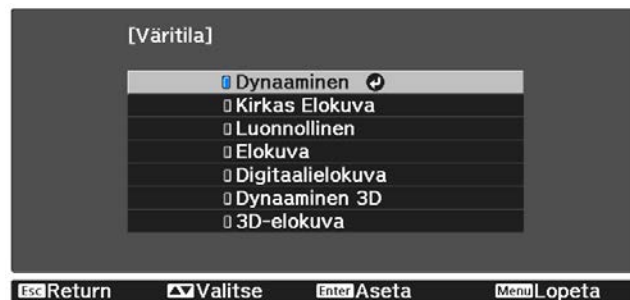 [Väritila]
Dynaaminen
Kirkas Elokuva
Luonnollinen
Elokuva
Digitaalielokuva
Dynaaminen 3D
3D-elokuva
Esc Return Valitse Enter Aseta Menu Lopeta